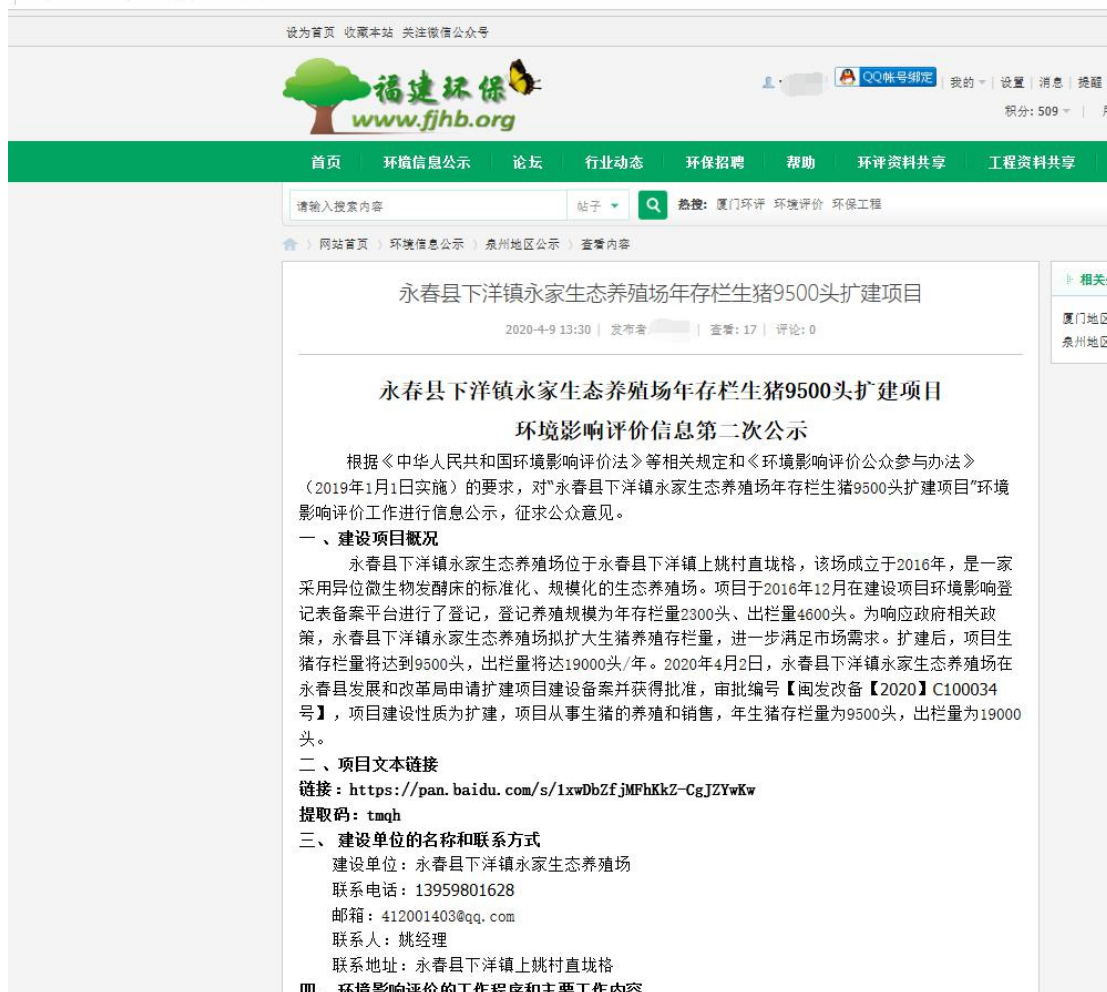 设为首页 收藏本站 关注微信公众号
福建环保
www.fjhb.org
QQ帐号绑定 | 我的 | 设置 | 消息 | 提醒
积分: 509
首页 环境信息公示 论坛 行业动态 环保招聘 帮助 环评资料共享 工程资料共享
请输入搜索内容 帖子 热搜: 厦门环评 环境评价 环保工程
网站首页 〉 环境信息公示 〉 泉州地区公示 〉 查看内容
相关
永春县下洋镇永家生态养殖场年存栏生猪9500头扩建项目
厦门地区
2020-4-9 13:30 | 发布者: | 查看: 17 | 评论: 0
泉州地区
永春县下洋镇永家生态养殖场年存栏生猪9500头扩建项目
环境影响评价信息第二次公示
根据《中华人民共和国环境影响评价法》等相关规定和《环境影响评价公众参与办法》
（2019年1月1日实施）的要求，对“永春县下洋镇永家生态养殖场年存栏生猪9500头扩建项目”环境
影响评价工作进行信息公示，征求公众意见。
一 、建设项目概况
永春县下洋镇永家生态养殖场位于永春县下洋镇上姚村直垅格，该场成立于2016年，是一家
采用异位微生物发酵床的标准化、规模化的生态养殖场。项目于2016年12月在建设项目环境影响登
记表备案平台进行了登记，登记养殖规模为年存栏量2300头、出栏量4600头。为响应政府相关政
策，永春县下洋镇永家生态养殖场拟扩大生猪养殖存栏量，进一步满足市场需求。扩建后，项目生
猪存栏量将达到9500头，出栏量将达19000头/年。2020年4月2日，永春县下洋镇永家生态养殖场在
永春县发展和改革局申请扩建项目建设备案并获得批准，审批编号【闽发改备【2020】C100034
号】，项目建设性质为扩建，项目从事生猪的养殖和销售，年生猪存栏量为9500头，出栏量为19000
头。
二 、项目文本链接
链接：https://pan.baidu.com/s/1xwDbZfjMFhKkZ-CgJZYwKw
提取码：tmqh
三、 建设单位的名称和联系方式
建设单位：永春县下洋镇永家生态养殖场
联系电话：13959801628
邮箱：412001403@qq.com
联系人：姚经理
联系地址：永春县下洋镇上姚村直垅格
四、环境影响评价的工作程序和主要工作内容